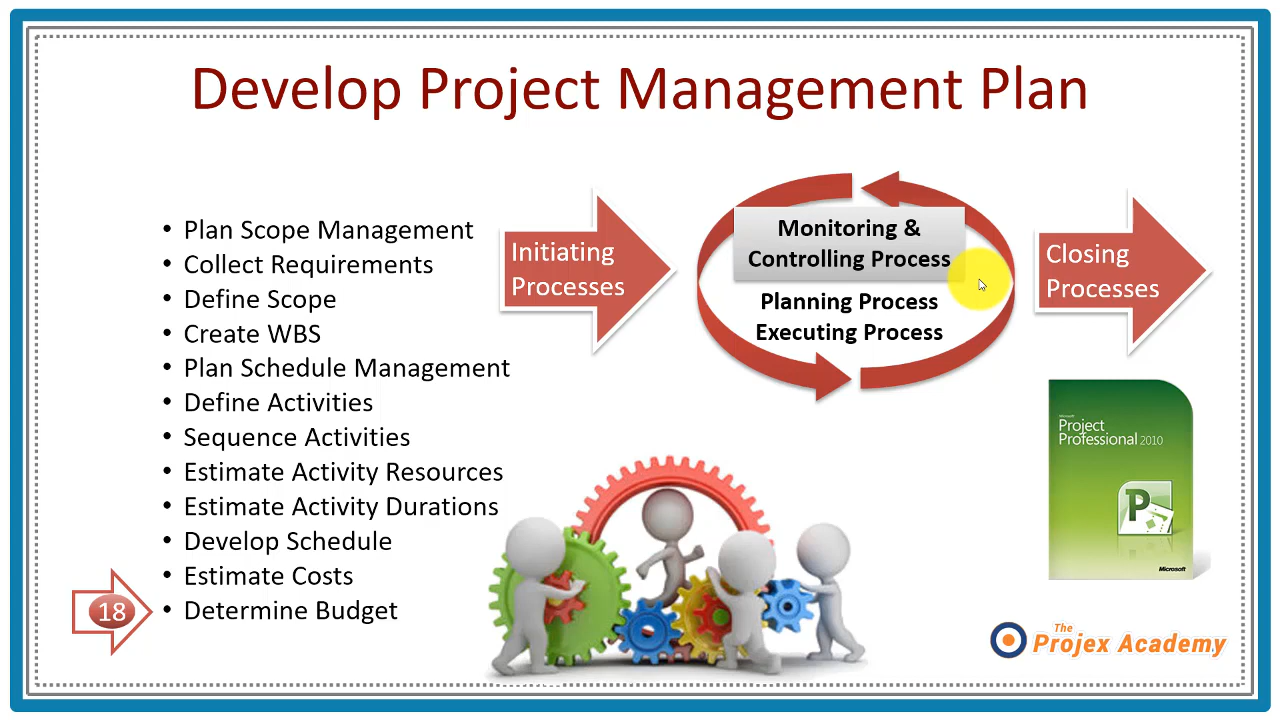 Develop Project Management Plan
• Plan Scope Management
• Collect Requirements
• Define Scope
• Create WBS
• Plan Schedule Management
• Define Activities
• Sequence Activities
• Estimate Activity Resources
• Estimate Activity Durations
• Develop Schedule
• Estimate Costs
18
• Determine Budget
Initiating
Processes
Monitoring &
Controlling Process
Planning Process
Executing Process
Closing
Processes
Microsoft
Project
Professional 2010
P
Microsoft
The
Projex Academy